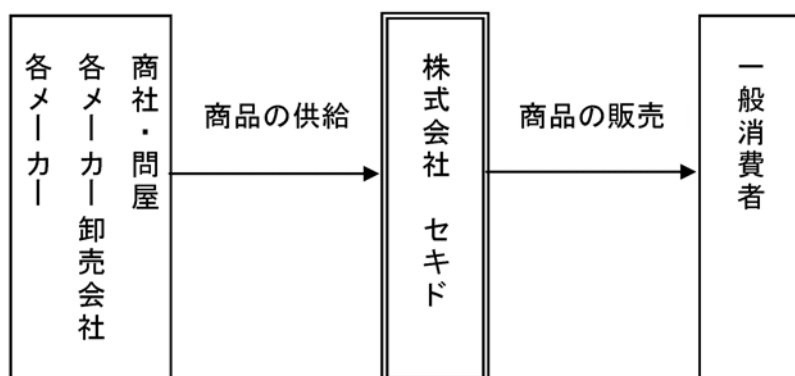 商社・問屋
各メーカー卸売会社
各メーカー
商品の供給
株式会社 セキド
商品の販売
一般消費者